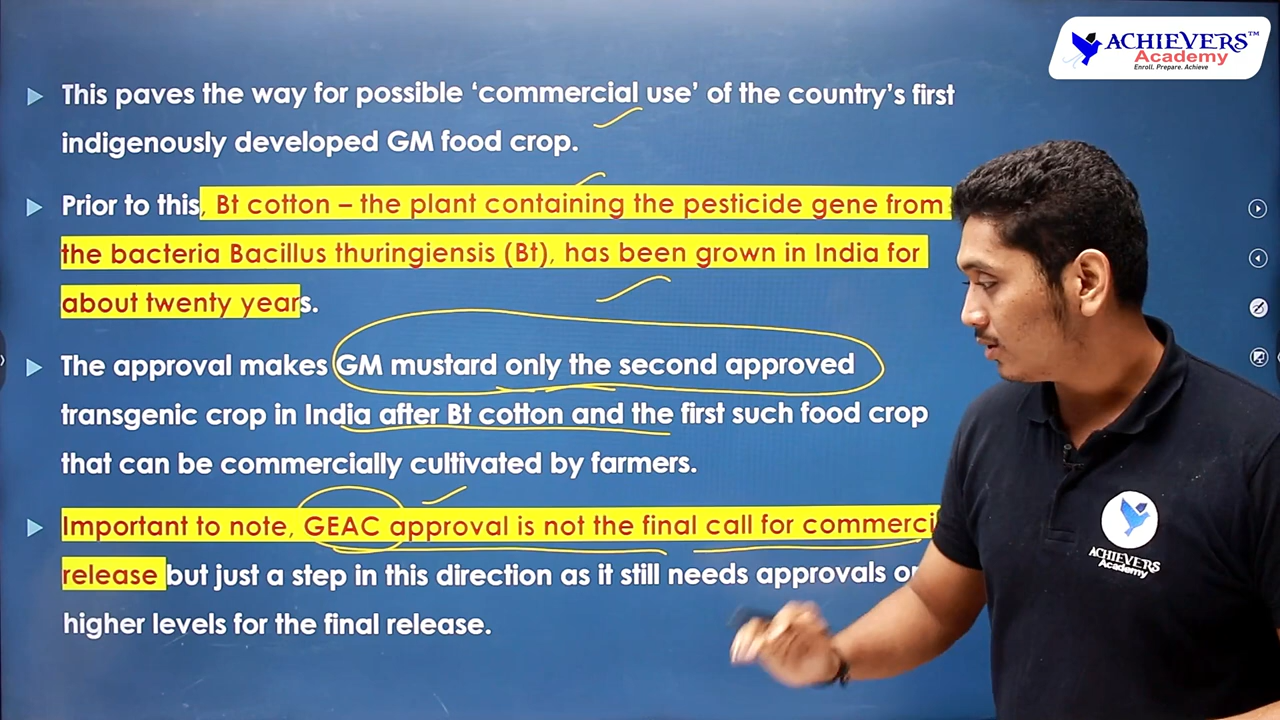 ACHIEVERS™
Academy
Enroll. Prepare. Achieve
This paves the way for possible ‘commercial use’ of the country’s first
indigenously developed GM food crop.
Prior to this, Bt cotton – the plant containing the pesticide gene from
the bacteria Bacillus thuringiensis (Bt), has been grown in India for
about twenty years.
The approval makes GM mustard only the second approved
transgenic crop in India after Bt cotton and the first such food crop
that can be commercially cultivated by farmers.
Important to note, GEAC approval is not the final call for commerci
release but just a step in this direction as it still needs approvals
higher levels for the final release.
ACHIEVERS
Academy